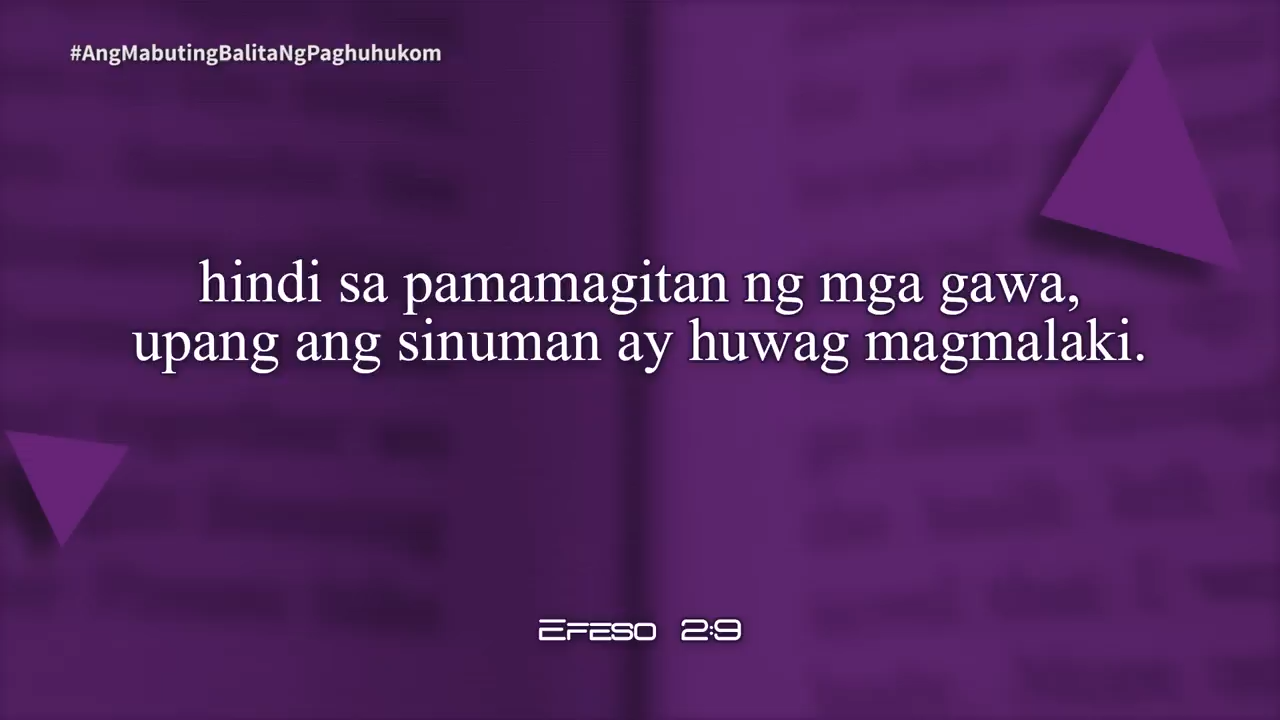 #AngMabutingBalitaNgPaghuhukom
hindi sa pamamagitan ng mga gawa,
upang ang sinuman ay huwag magmalaki.
Efeso 2:9